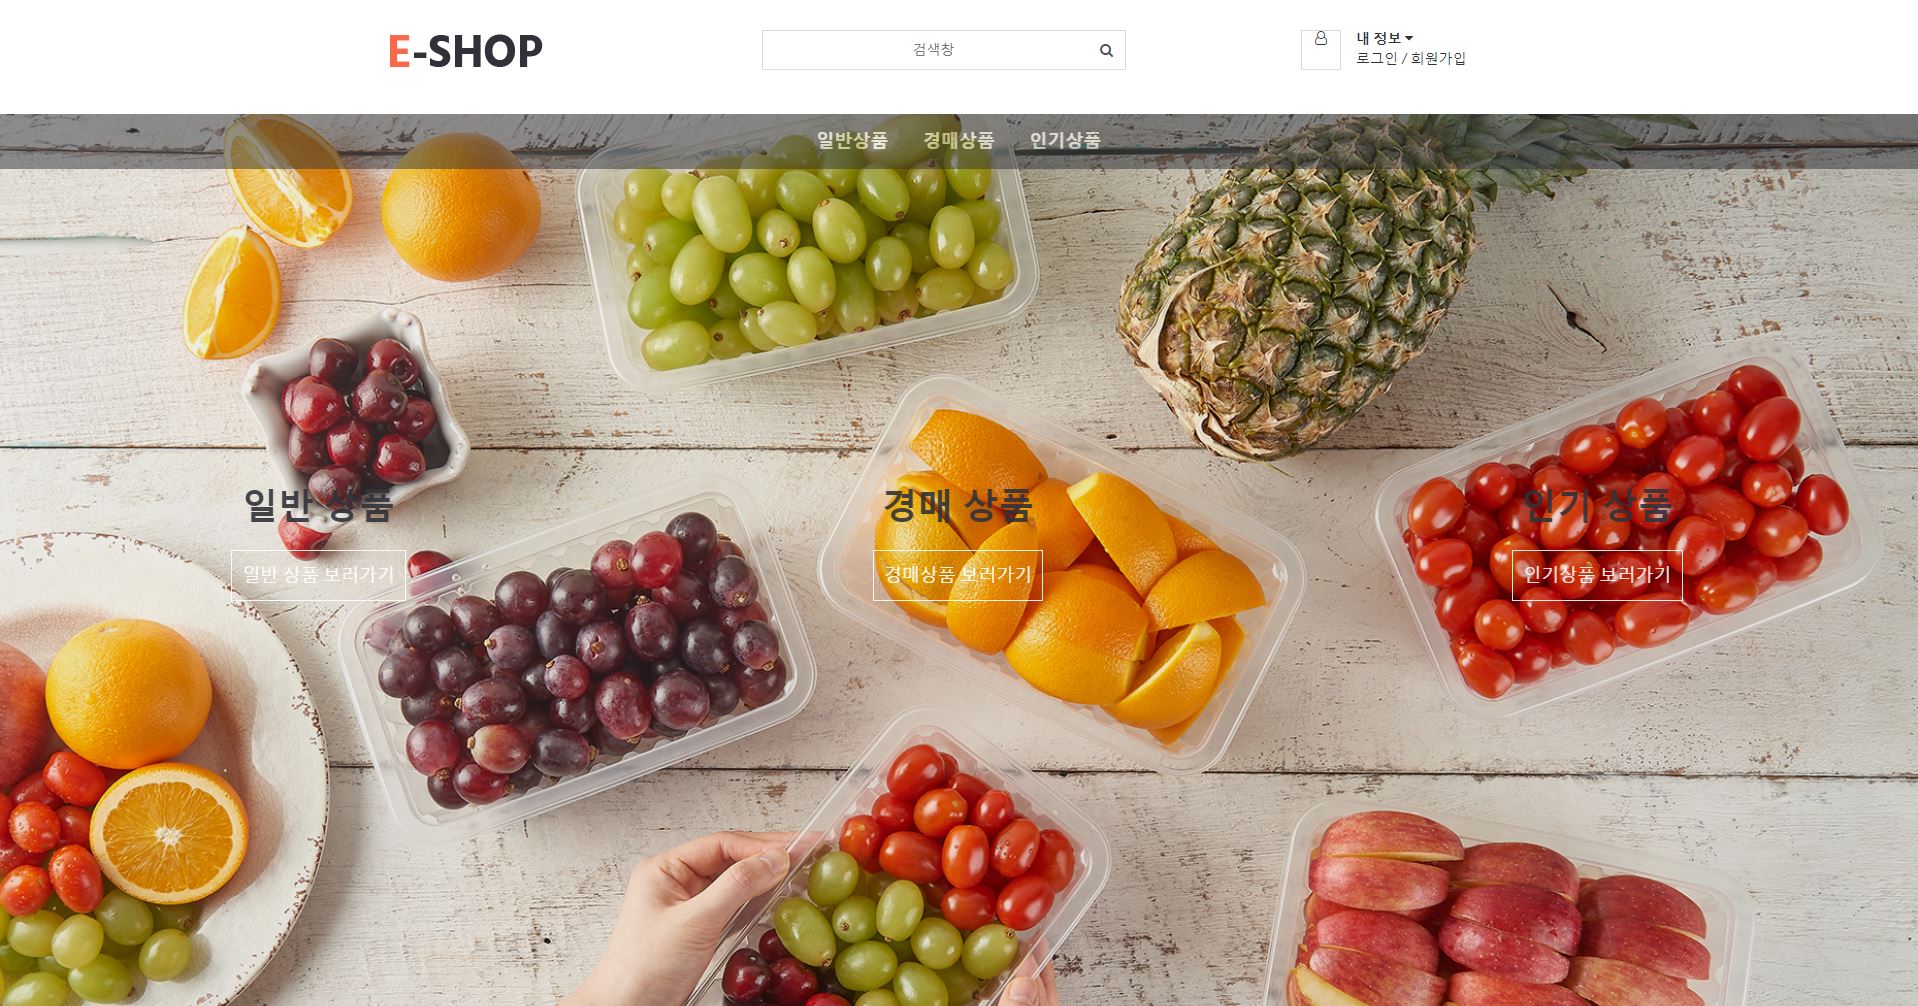 E-SHOP
검색창
내 정보
로그인 / 회원가입
일반상품 경매상품 인기상품
일반 상품
경매 상품
인기 상품
일반 상품 보러가기
경매상품 보러가기
인기상품 보러가기